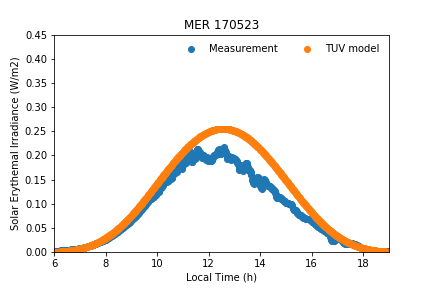 MER 170523
Measurement TUV model
Solar Erythemal Irradiance (W/m2)
0.45
0.40
0.35
0.30
0.25
0.20
0.15
0.10
0.05
0.00
6 8 10 12 14 16 18
Local Time (h)